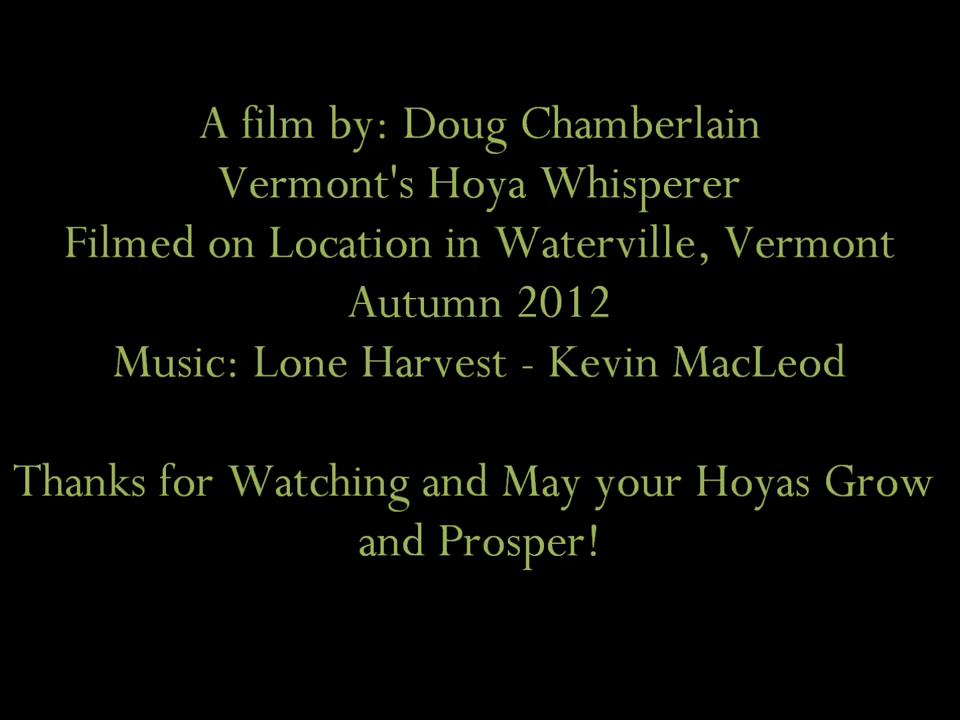 A film by: Doug Chamberlain
Vermont's Hoya Whisperer
Filmed on Location in Waterville, Vermont
Autumn 2012
Music: Lone Harvest - Kevin MacLeod
Thanks for Watching and May your Hoyas Grow
and Prosper!